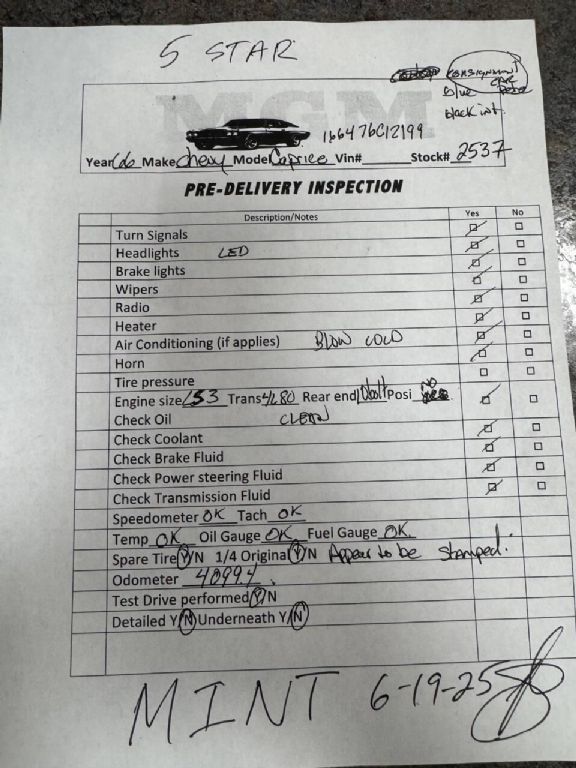 5 STAR
CONSIGNMENT
CAR
Blue
black int.
MGM
166476C12199
Year 66 Make Chevy Model Caprice Vin# Stock# 2537
PRE-DELIVERY INSPECTION
Description/Notes Yes No
Turn Signals
Headlights LED
Brake lights
Wipers
Radio
Heater
Air Conditioning (if applies) BLOW COLD
Horn
Tire pressure
Engine size L53 Trans 4L80 Rear end 10bolt Posi NO
Check Oil CLEAN
Check Coolant
Check Brake Fluid
Check Power steering Fluid
Check Transmission Fluid
Speedometer OK Tach OK
Temp OK Oil Gauge OK Fuel Gauge OK.
Spare Tire Y/N 1/4 Original Y/N Appear to be stamped.
Odometer 4099.4
Test Drive performed Y/N
Detailed Y/N Underneath Y/N
MINT 6-19-25